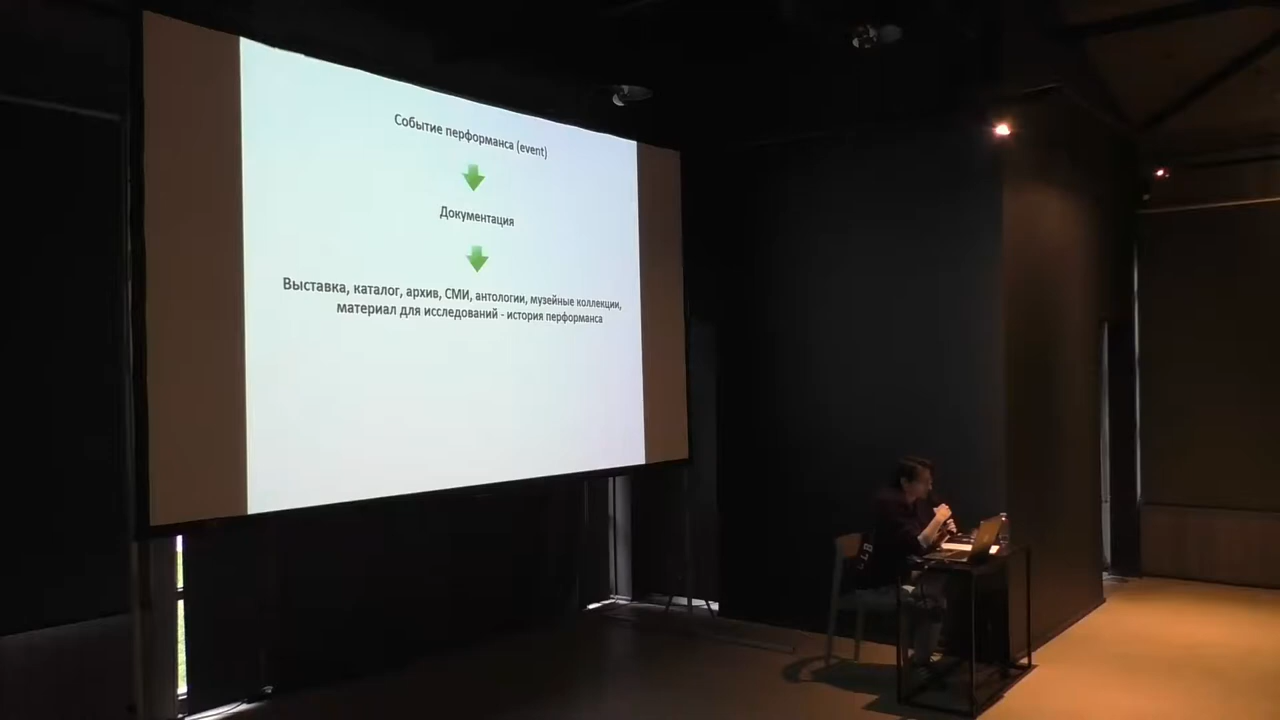 Событие перформанса (event)
Документация
Выставка, каталог, архив, СМИ, антологии, музейные коллекции,
материал для исследований - история перформанса